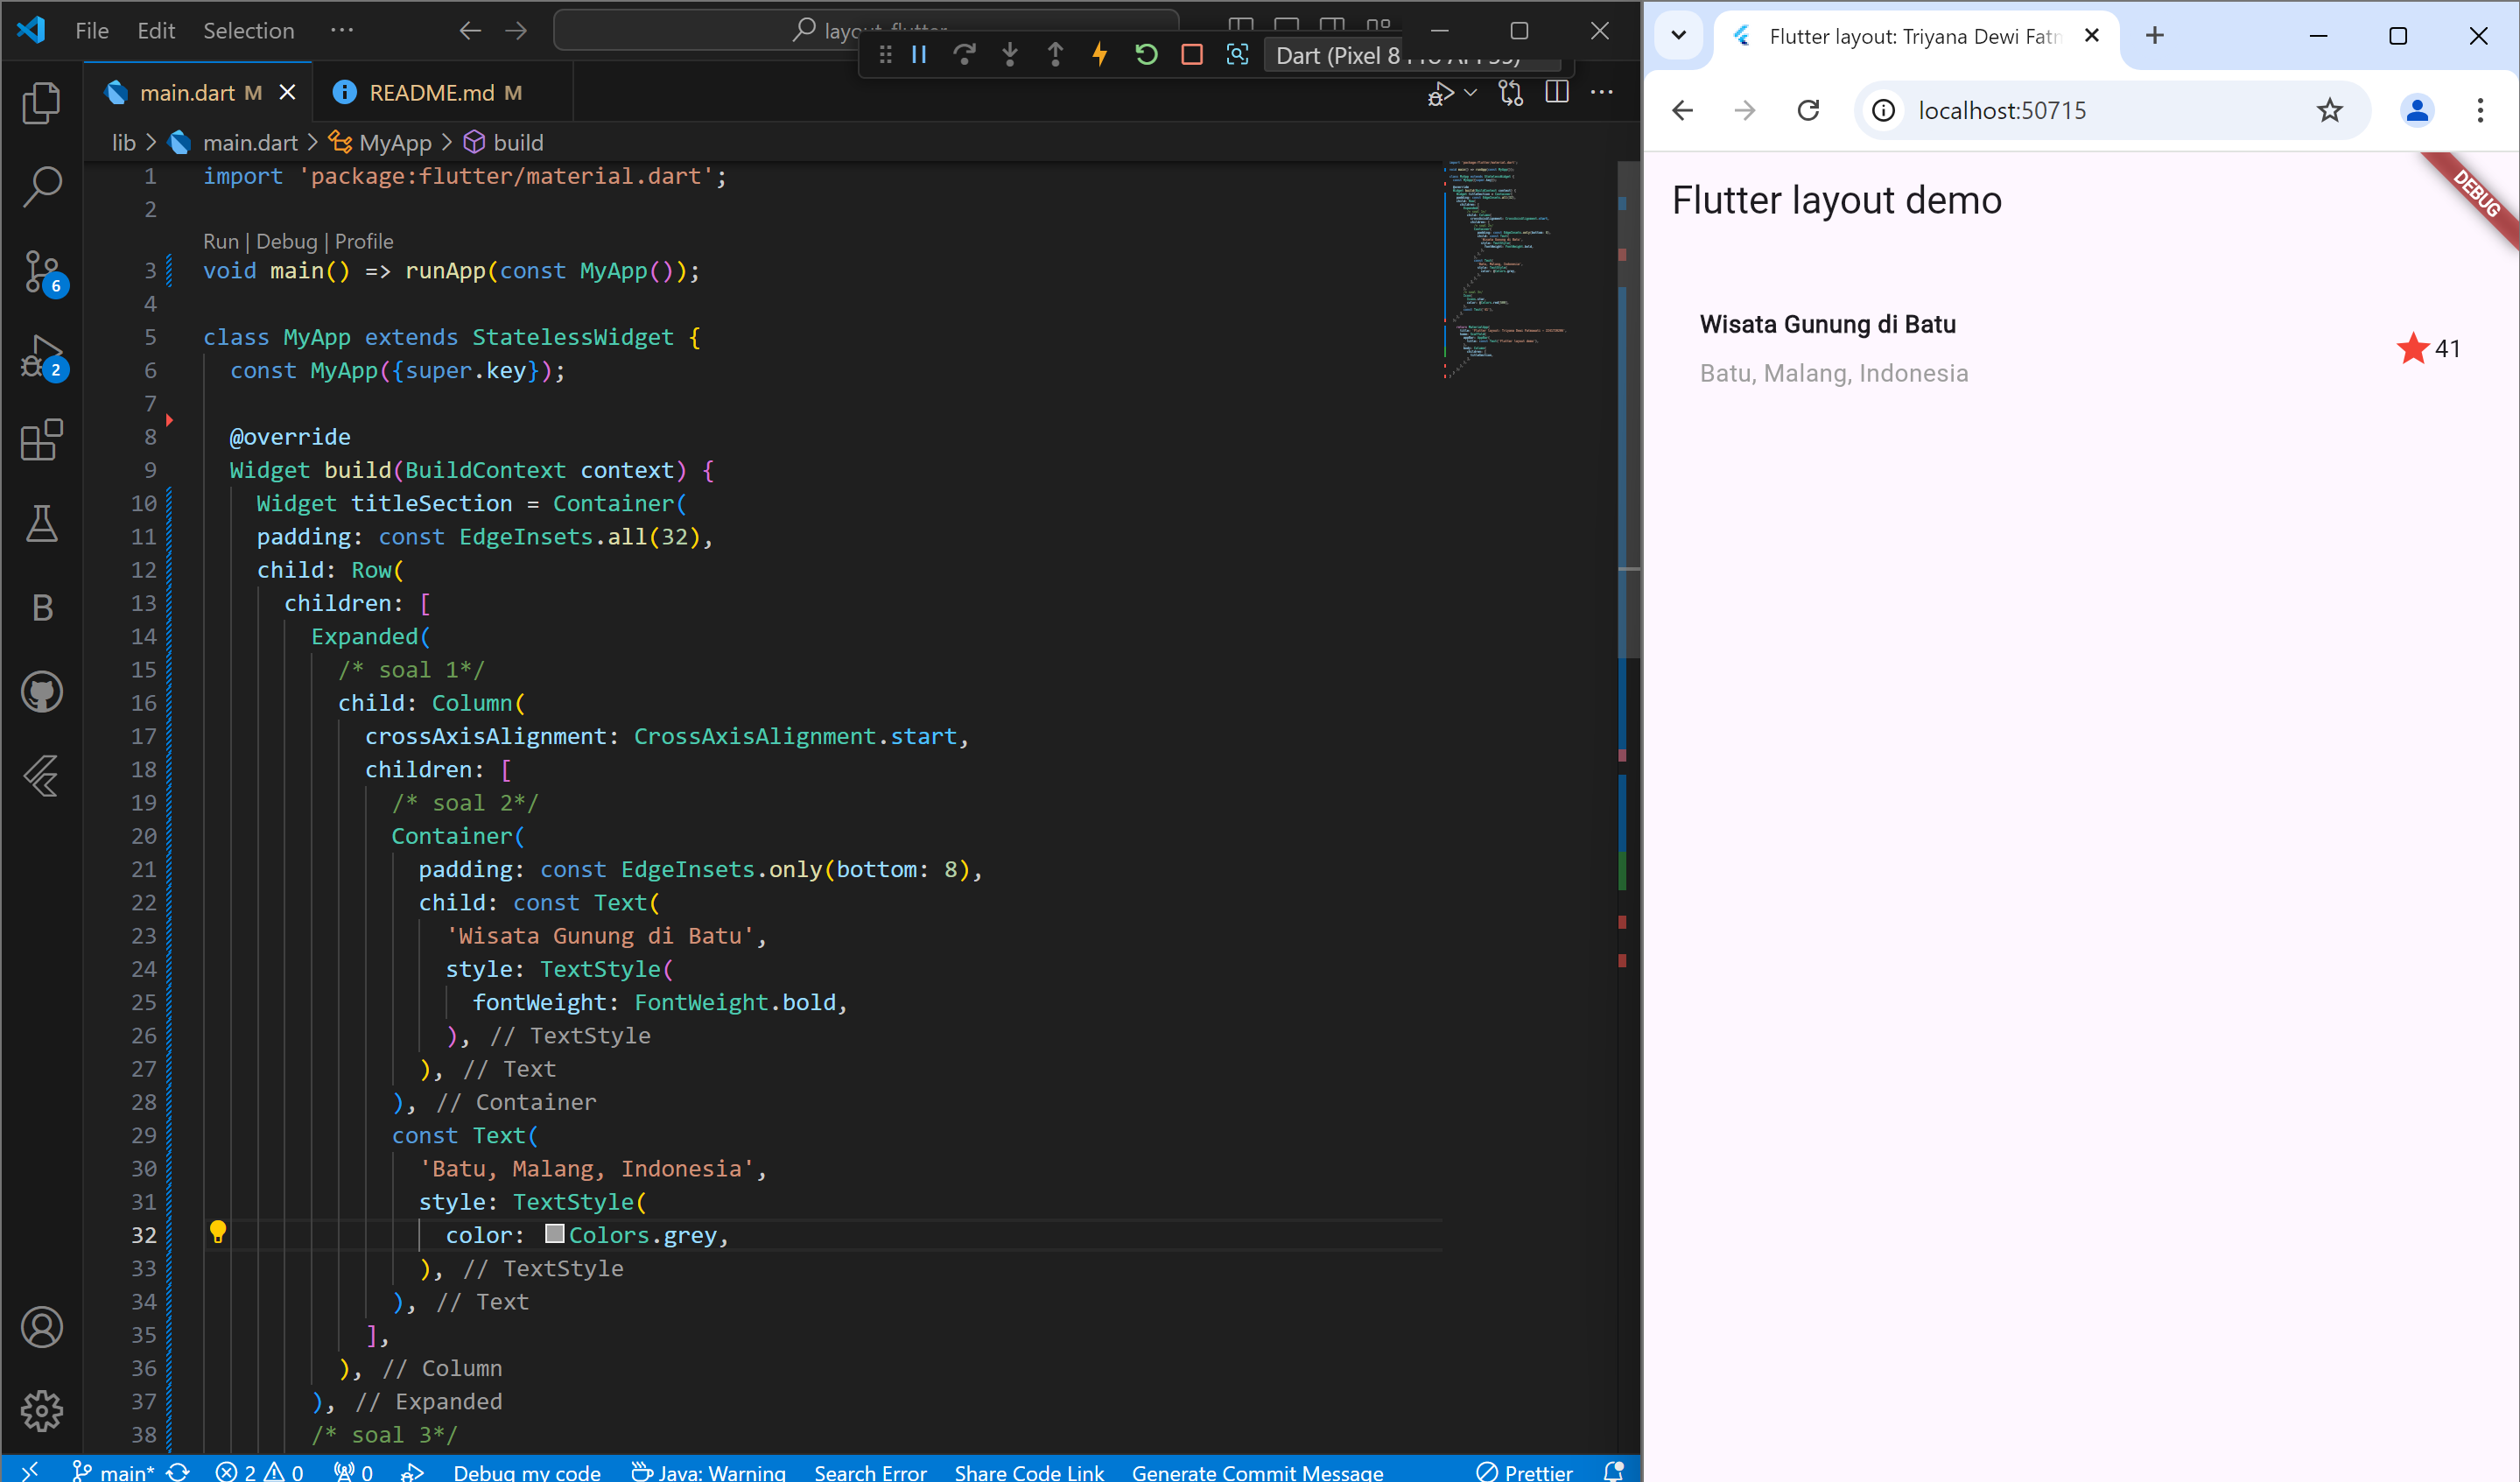 File Edit Selection ···
layout-flutter
Dart (Pixel 8 Pro API 35)
main.dart M
README.md M
lib > main.dart > MyApp > build
1 import 'package:flutter/material.dart';
2
Run | Debug | Profile
3 void main() => runApp(const MyApp());
4
5 class MyApp extends StatelessWidget {
6 const MyApp({super.key});
7
8 @override
9 Widget build(BuildContext context) {
10 Widget titleSection = Container(
11 padding: const EdgeInsets.all(32),
12 child: Row(
13 children: [
14 Expanded(
15 /* soal 1*/
16 child: Column(
17 crossAxisAlignment: CrossAxisAlignment.start,
18 children: [
19 /* soal 2*/
20 Container(
21 padding: const EdgeInsets.only(bottom: 8),
22 child: const Text(
23 'Wisata Gunung di Batu',
24 style: TextStyle(
25 fontWeight: FontWeight.bold,
26 ), // TextStyle
27 ), // Text
28 ), // Container
29 const Text(
30 'Batu, Malang, Indonesia',
31 style: TextStyle(
32 color: Colors.grey,
33 ), // TextStyle
34 ), // Text
35 ],
36 ), // Column
37 ), // Expanded
38 /* soal 3*/
6
2
B
main* 2 0 0 Debug my code Java: Warning Search Error Share Code Link Generate Commit Message Prettier
Flutter layout: Triyana Dewi Fatm
localhost:50715
DEBUG
Flutter layout demo
Wisata Gunung di Batu
41
Batu, Malang, Indonesia